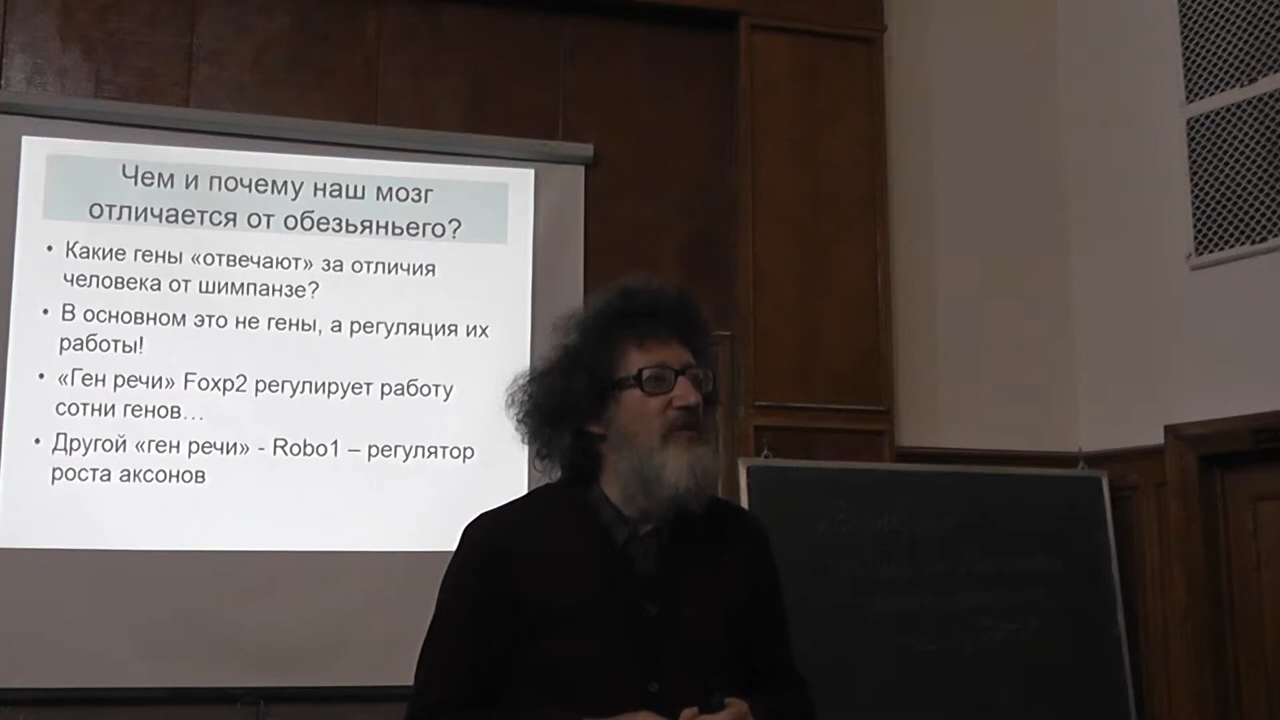 Чем и почему наш мозг
отличается от обезьяньего?
• Какие гены «отвечают» за отличия
человека от шимпанзе?
• В основном это не гены, а регуляция их
работы!
• «Ген речи» Foxp2 регулирует работу
сотни генов…
• Другой «ген речи» - Robo1 – регулятор
роста аксонов